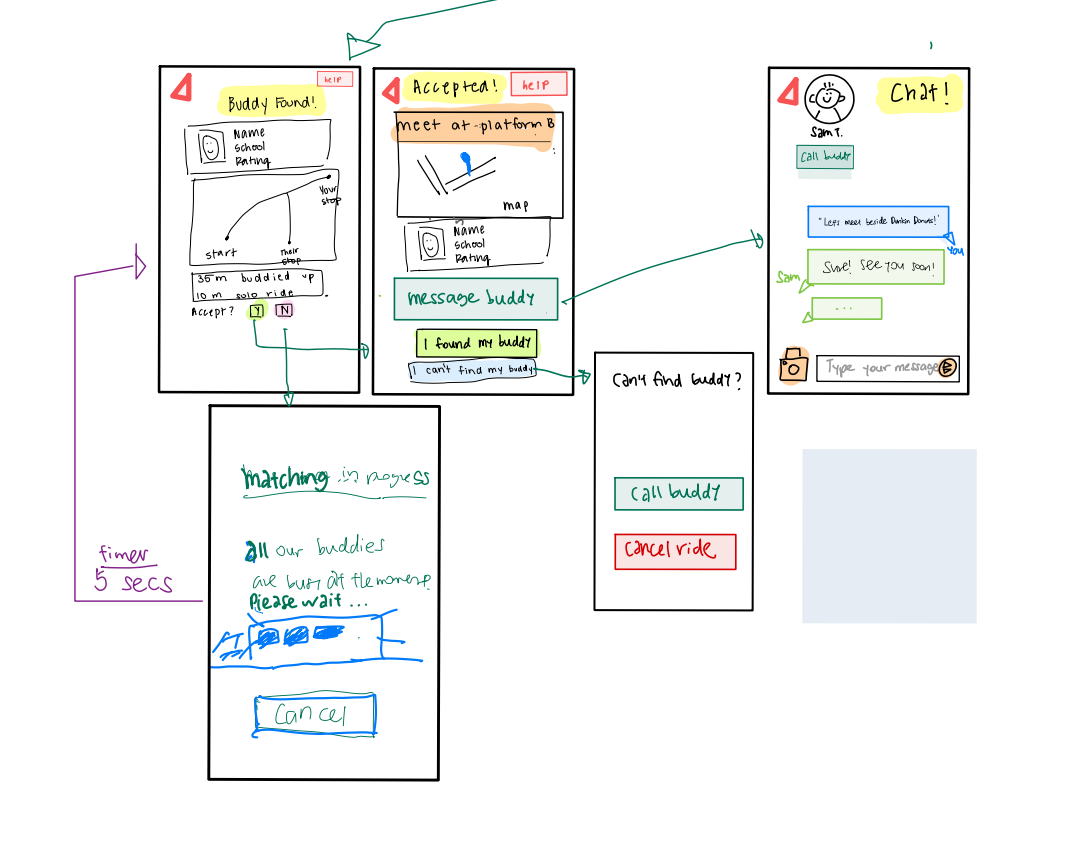 help
Buddy Found!
Name
School
Rating
Your
stop
start
Their
stop
35 m buddied up
10 m solo ride
Accept? Y N
Accepted!
help
meet at platform B
map
Name
School
Rating
message buddy
I found my buddy
I can't find my buddy
Chat!
Sam T.
Call buddy
"Lets meet beside Dunkin Donuts!"
You
Sure! See you soon!
Sam
...
Type your message
Can't find buddy?
Call buddy
Cancel ride
matching in progress
all our buddies
are busy at the moment.
Please wait ...
Cancel
timer
5 secs